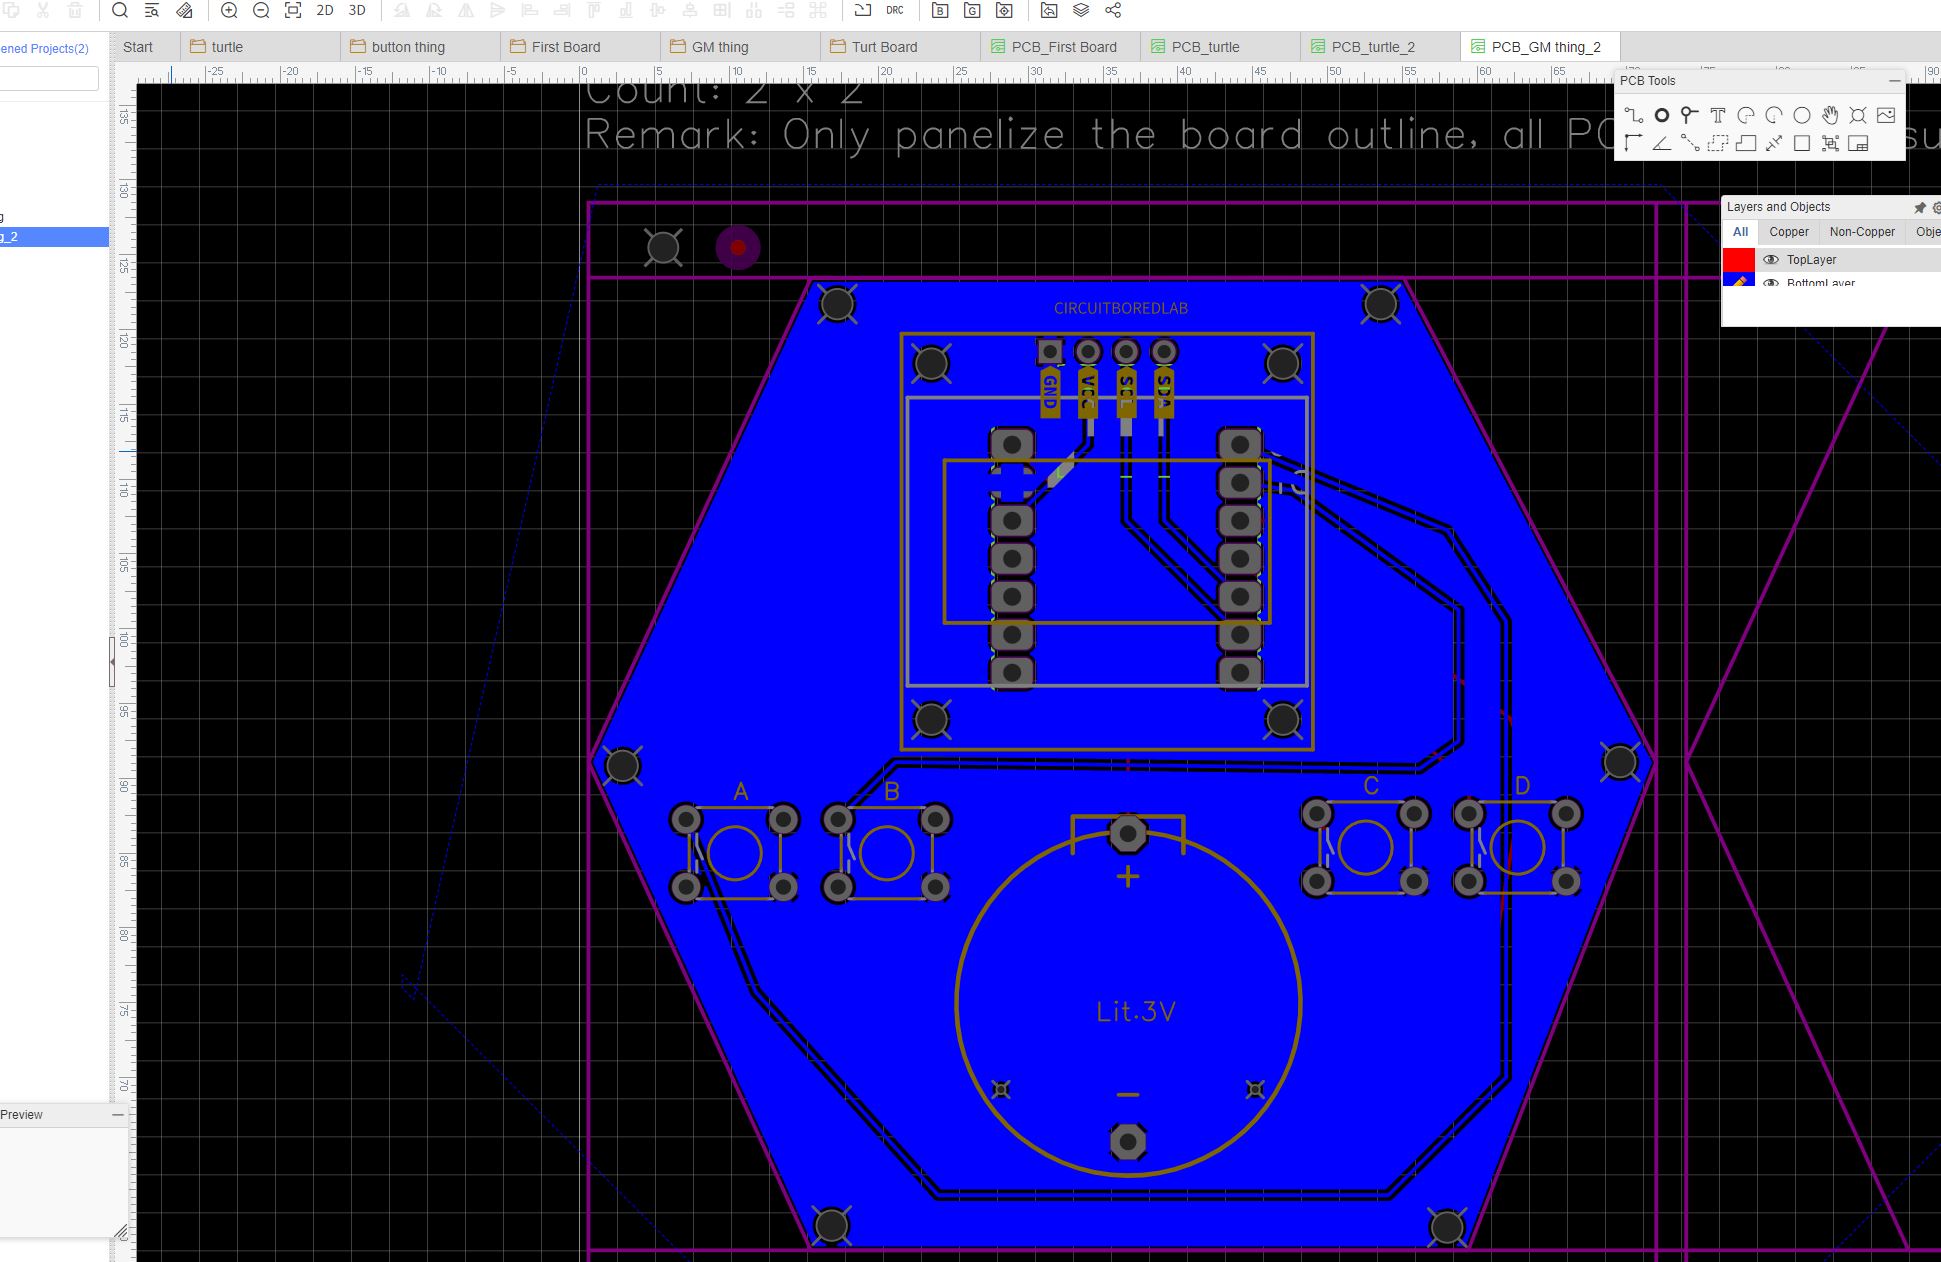 2D 3D DRC
ened Projects(2)
Start turtle button thing First Board GM thing Turt Board PCB_First Board PCB_turtle PCB_turtle_2 PCB_GM thing_2
-25 -20 -15 -10 -5 0 5 10 15 20 25 30 35 40 45 50 55 60 65 90
PCB Tools
Count: 2 x 2
Remark: Only panelize the board outline, all PC
su
135
130
125
120
115
110
105
100
95
90
85
80
75
70
g
g_2
Layers and Objects
All Copper Non-Copper Obje
TopLayer
BottomLayer
CIRCUITBOREDLAB
GND VCC SCL SDA
A B C D
+
Lit.3V
−
Preview